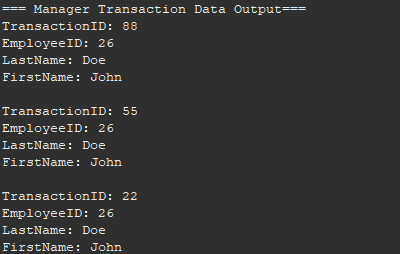 === Manager Transaction Data Output===
TransactionID: 88
EmployeeID: 26
LastName: Doe
FirstName: John
TransactionID: 55
EmployeeID: 26
LastName: Doe
FirstName: John
TransactionID: 22
EmployeeID: 26
LastName: Doe
FirstName: John